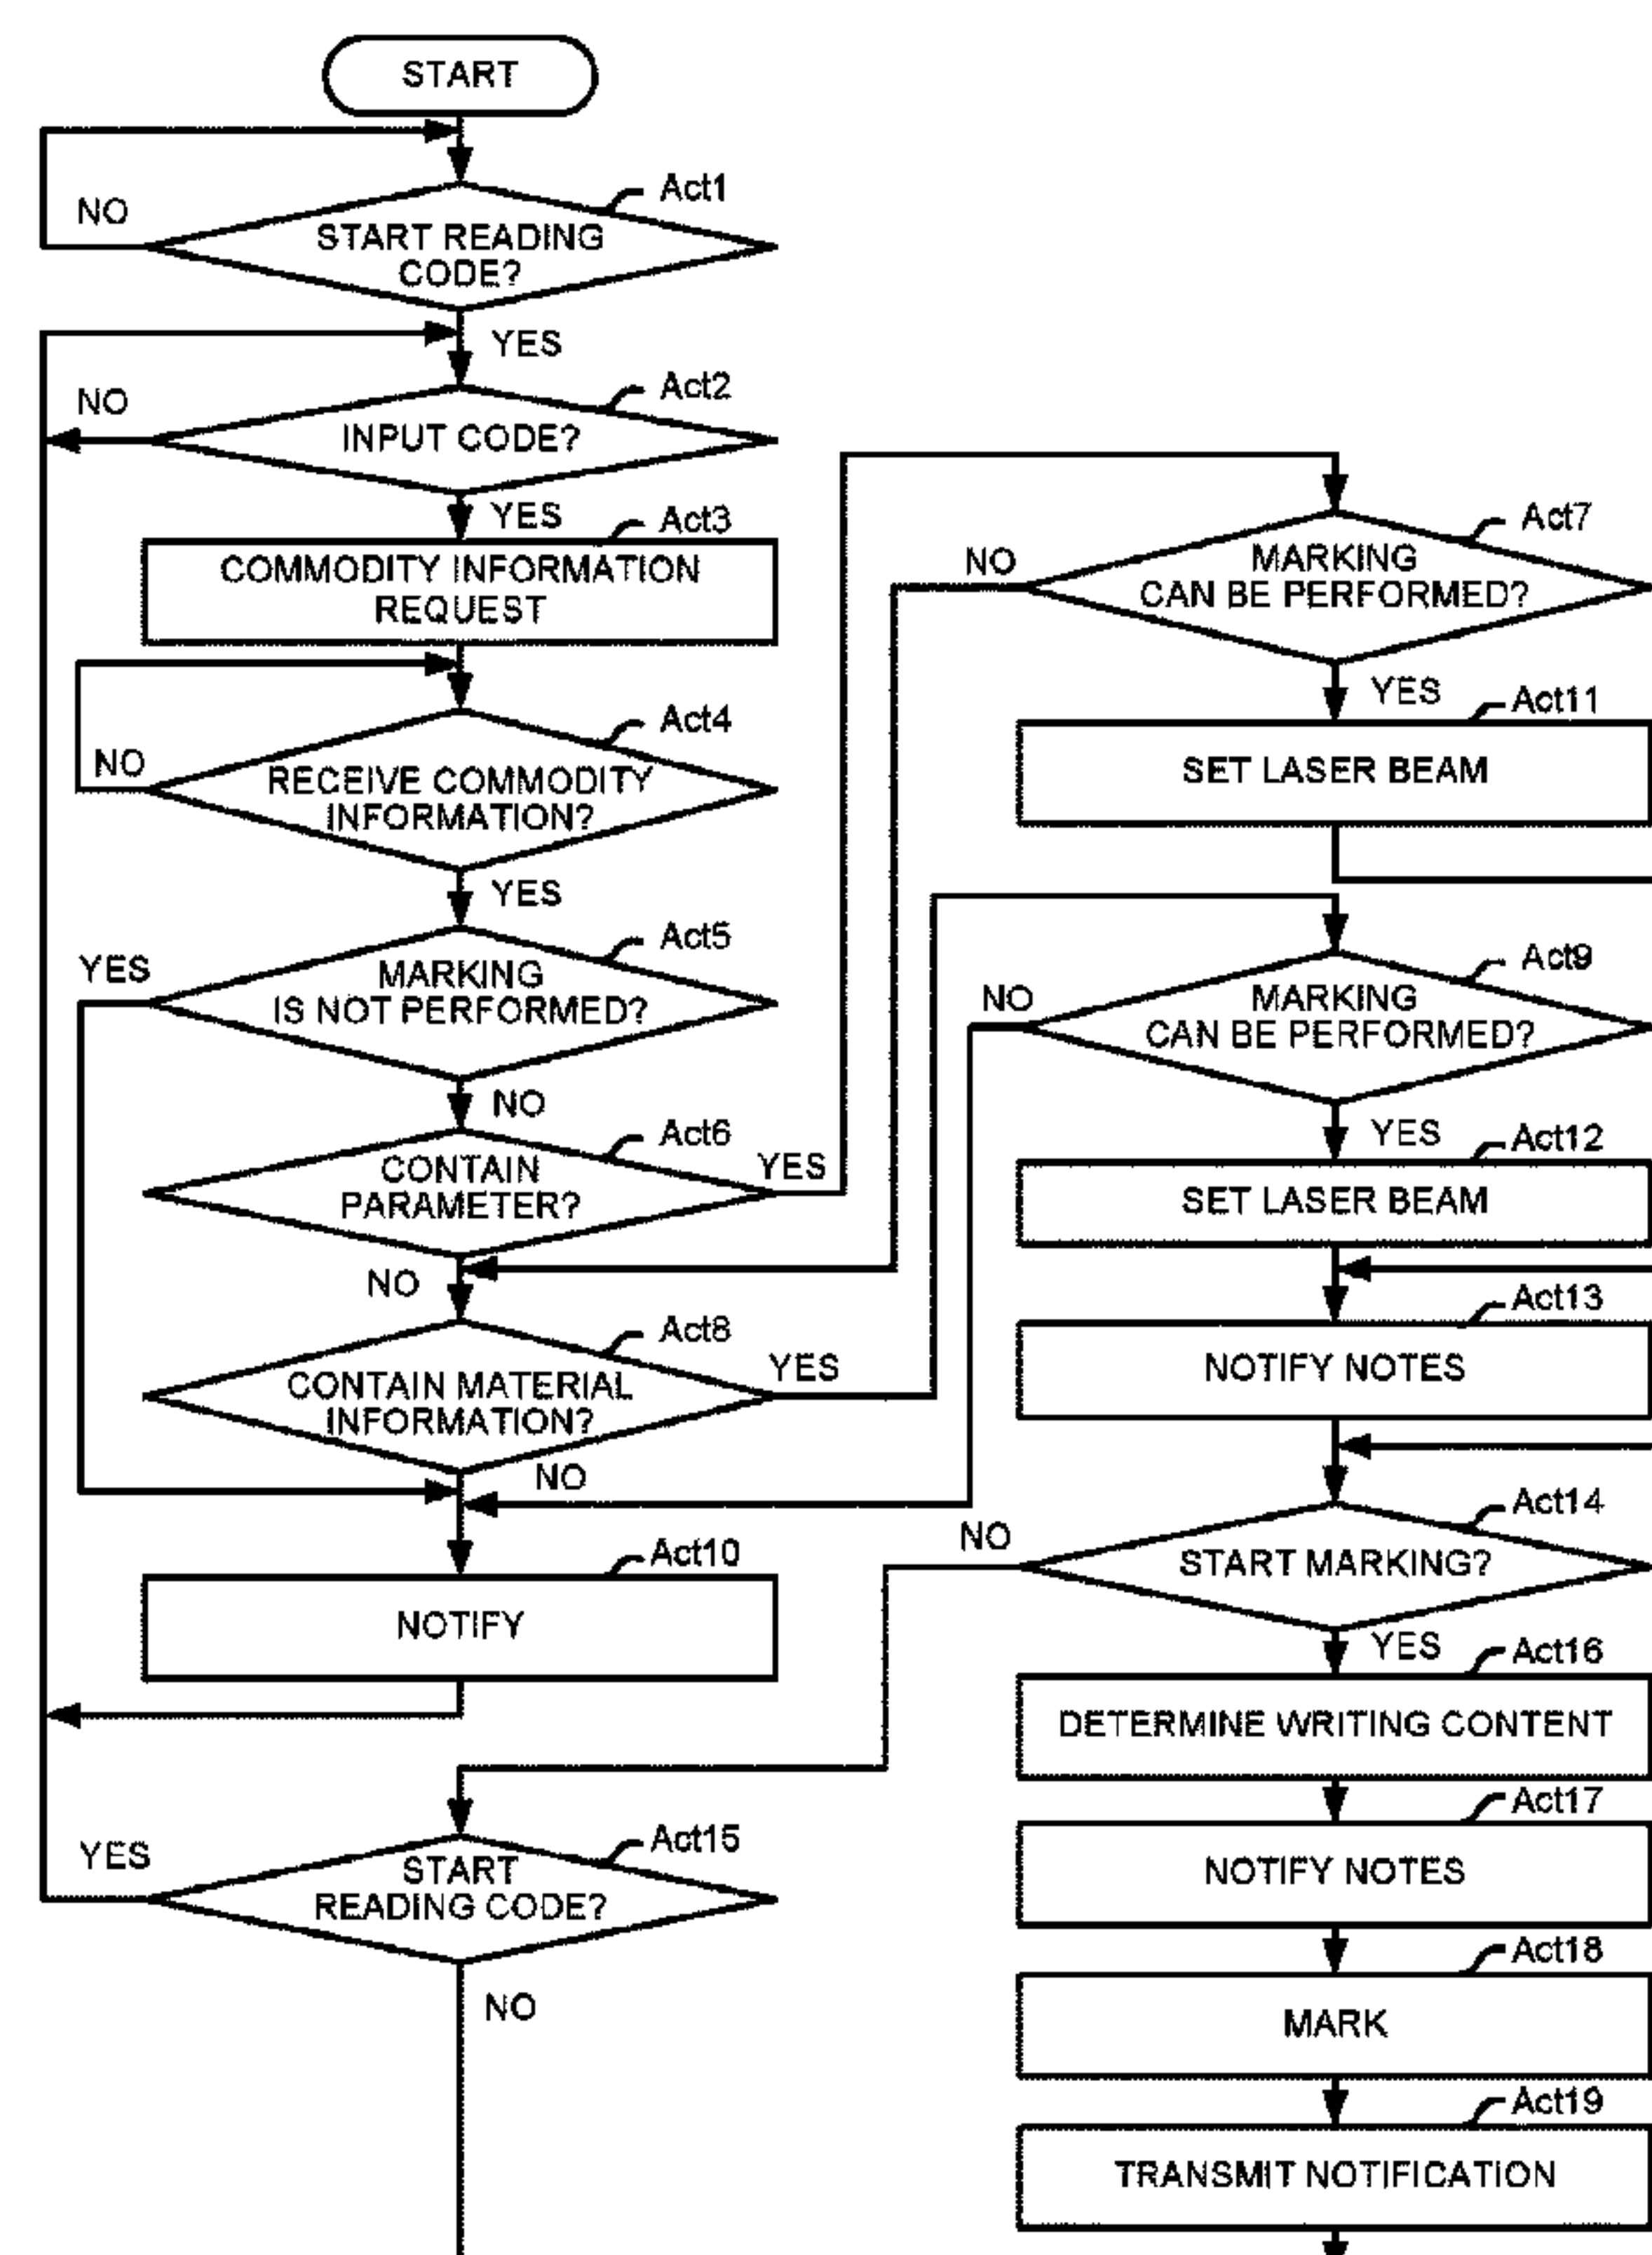 START
Act1
NO
START READING
CODE?
YES
Act2
NO
INPUT CODE?
YES
Act3
COMMODITY INFORMATION
REQUEST
Act4
NO
RECEIVE COMMODITY
INFORMATION?
YES
Act5
YES
MARKING
IS NOT PERFORMED?
NO
Act6
CONTAIN
PARAMETER?
YES
NO
Act8
CONTAIN MATERIAL
INFORMATION?
YES
NO
Act10
NOTIFY
Act15
YES
START
READING CODE?
NO
Act7
NO
MARKING
CAN BE PERFORMED?
YES
Act11
SET LASER BEAM
Act9
NO
MARKING
CAN BE PERFORMED?
YES
Act12
SET LASER BEAM
Act13
NOTIFY NOTES
Act14
NO
START MARKING?
YES
Act16
DETERMINE WRITING CONTENT
Act17
NOTIFY NOTES
Act18
MARK
Act19
TRANSMIT NOTIFICATION